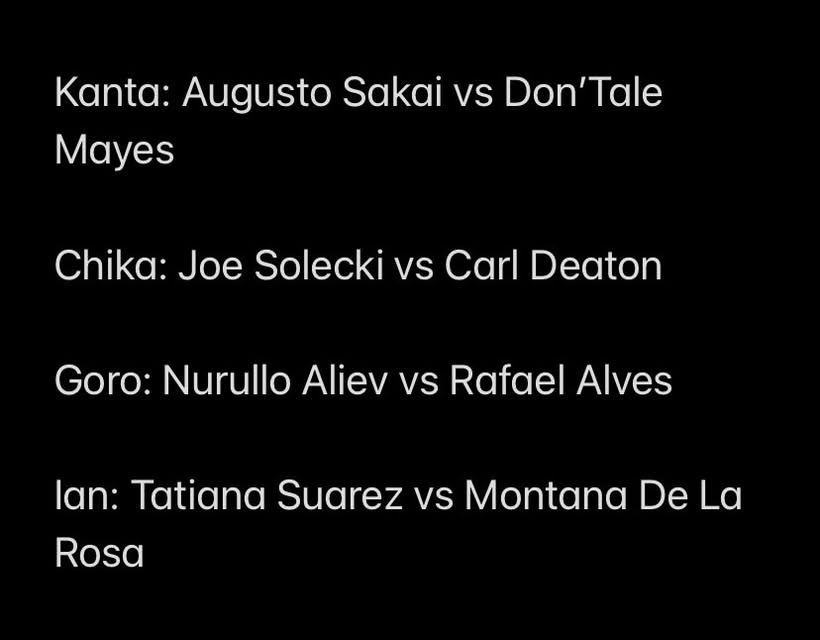 Kanta: Augusto Sakai vs Don’Tale
Mayes
Chika: Joe Solecki vs Carl Deaton
Goro: Nurullo Aliev vs Rafael Alves
Ian: Tatiana Suarez vs Montana De La
Rosa